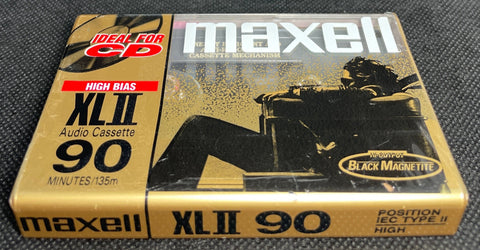 IDEAL FOR
CD
maxell
CASSETTE MECHANISM
HIGH BIAS
XLII
Audio Cassette
90
MINUTES/135m
BLACK MAGNETITE
maxell
XLII 90
POSITION
IEC TYPE II
HIGH